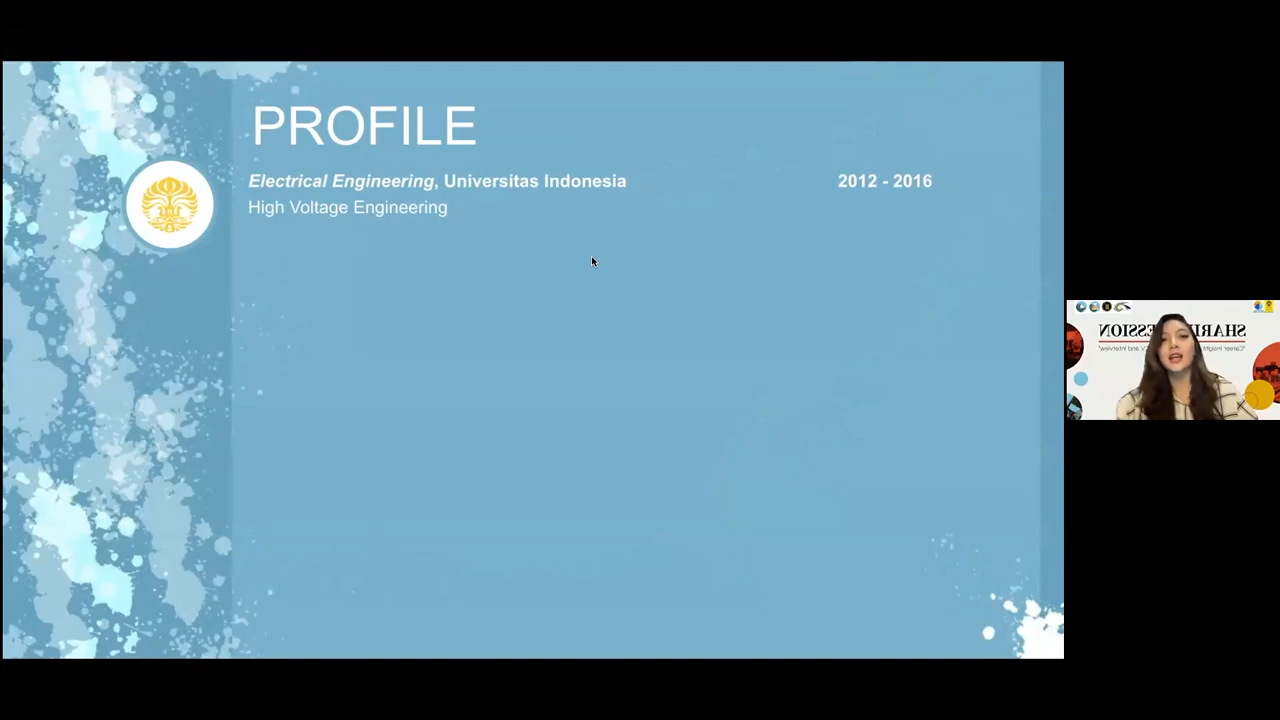 PROFILE
Electrical Engineering, Universitas Indonesia
2012 - 2016
High Voltage Engineering